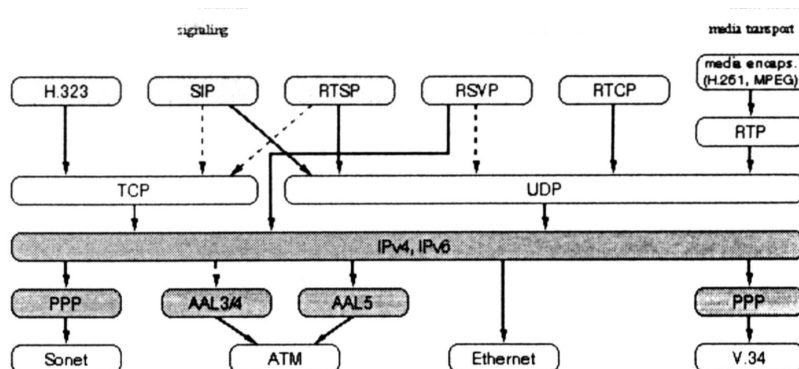 signaling media transport
media encaps.
(H.261, MPEG)
H.323 SIP RTSP RSVP RTCP
RTP
TCP UDP
IPv4, IPv6
PPP AAL3/4 AAL5 PPP
Sonet ATM Ethernet V.34